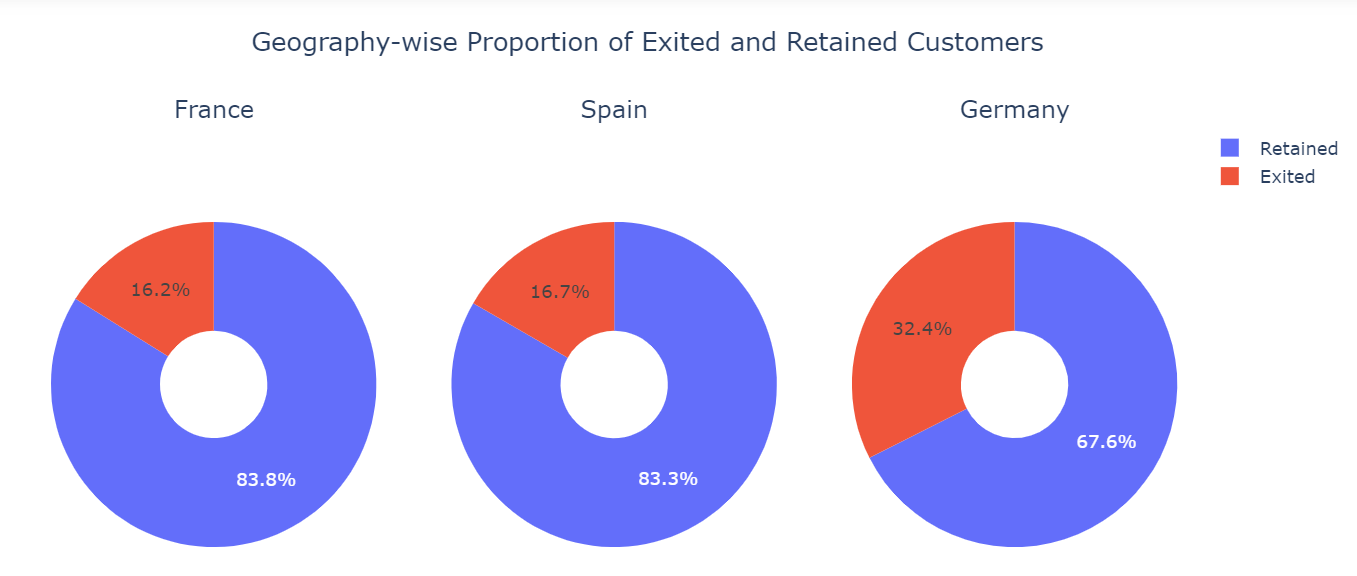 Geography-wise Proportion of Exited and Retained Customers
France
Spain
Germany
Retained
Exited
16.2%
83.8%
16.7%
83.3%
32.4%
67.6%